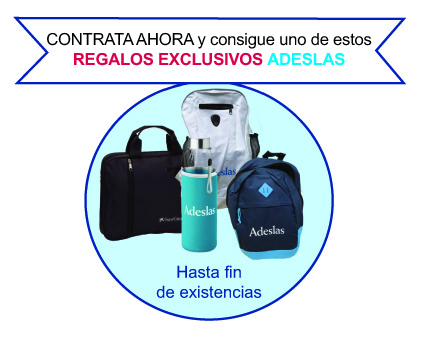 CONTRATA AHORA y consigue uno de estos
REGALOS EXCLUSIVOS ADESLAS
Adeslas
Adeslas
Adeslas
Hasta fin
de existencias